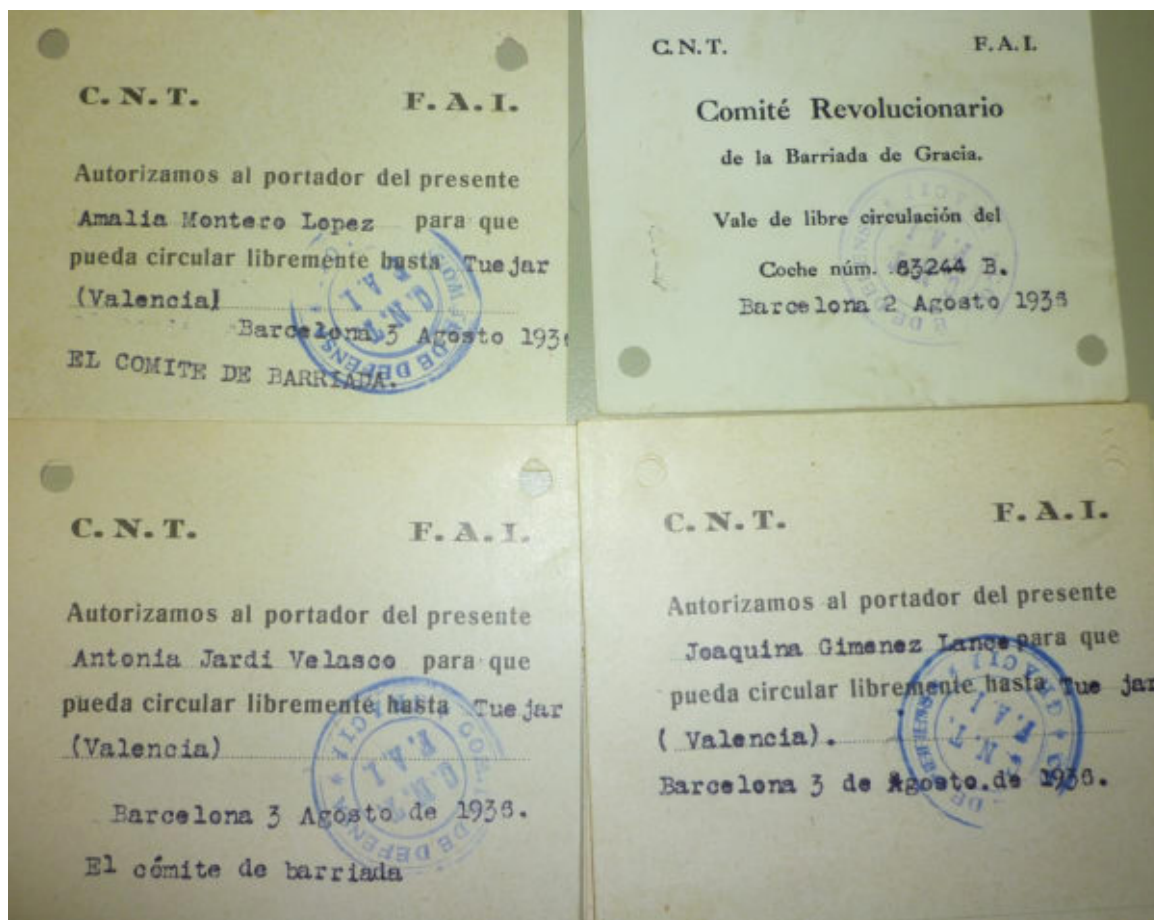 C. N. T. F. A. I.
Autorizamos al portador del presente
Amalia Montero Lopez para que
pueda circular libremente hasta Tuejar
(Valencia)
Barcelona 3 Agosto 193
EL COMITE DE BARRIADA.
C.N.T. F.A.I.
Comité Revolucionario
de la Barriada de Gracia.
Vale de libre circulación del
Coche núm. 83244 B.
Barcelona 2 Agosto 1936
C. N. T. F. A. I.
Autorizamos al portador del presente
Antonia Jardi Velasco para que
pueda circular libremente hasta Tuejar
(Valencia)
Barcelona 3 Agosto de 1936.
El cómite de barriada
C. N. T. F. A. I.
Autorizamos al portador del presente
Joaquina Gimenez Lance para que
pueda circular libremente hasta Tue jar
( Valencia).
Barcelona 3 de Agosto.de 1936.